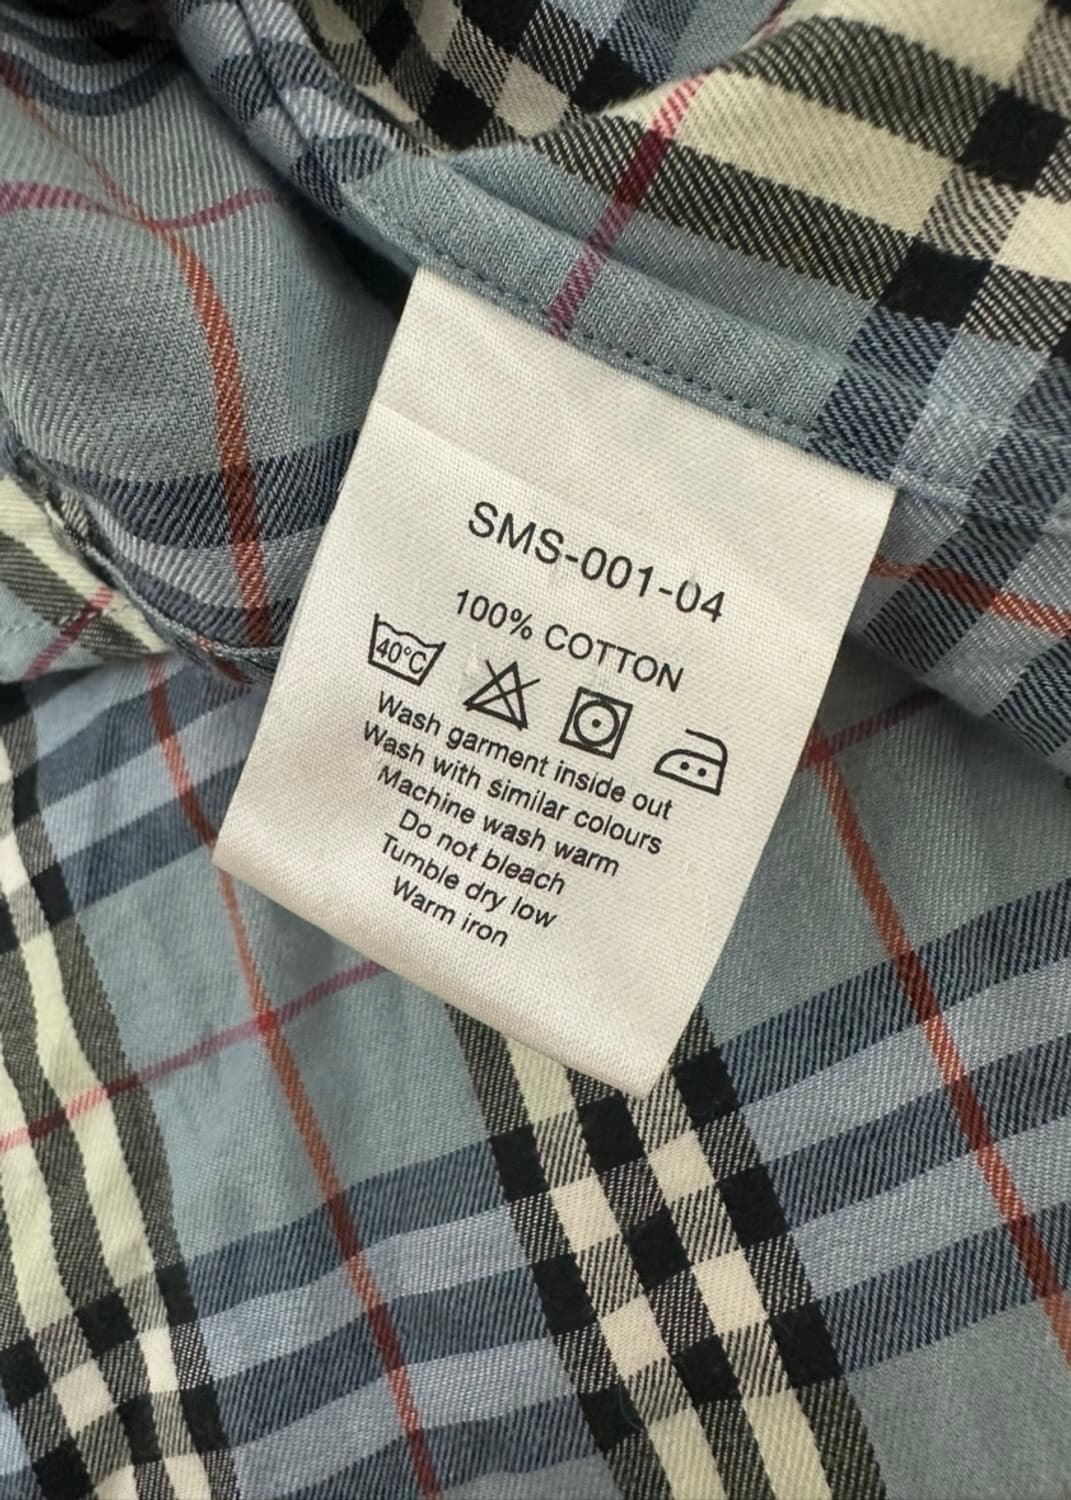 SMS-001-04
100% COTTON
40°C
Wash garment inside out
Wash with similar colours
Machine wash warm
Do not bleach
Tumble dry low
Warm iron